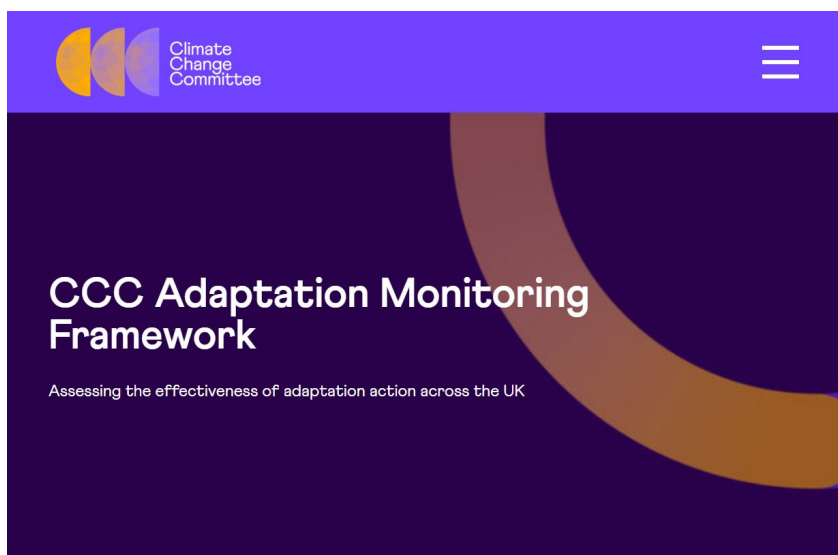 Climate
Change
Committee
CCC Adaptation Monitoring
Framework
Assessing the effectiveness of adaptation action across the UK